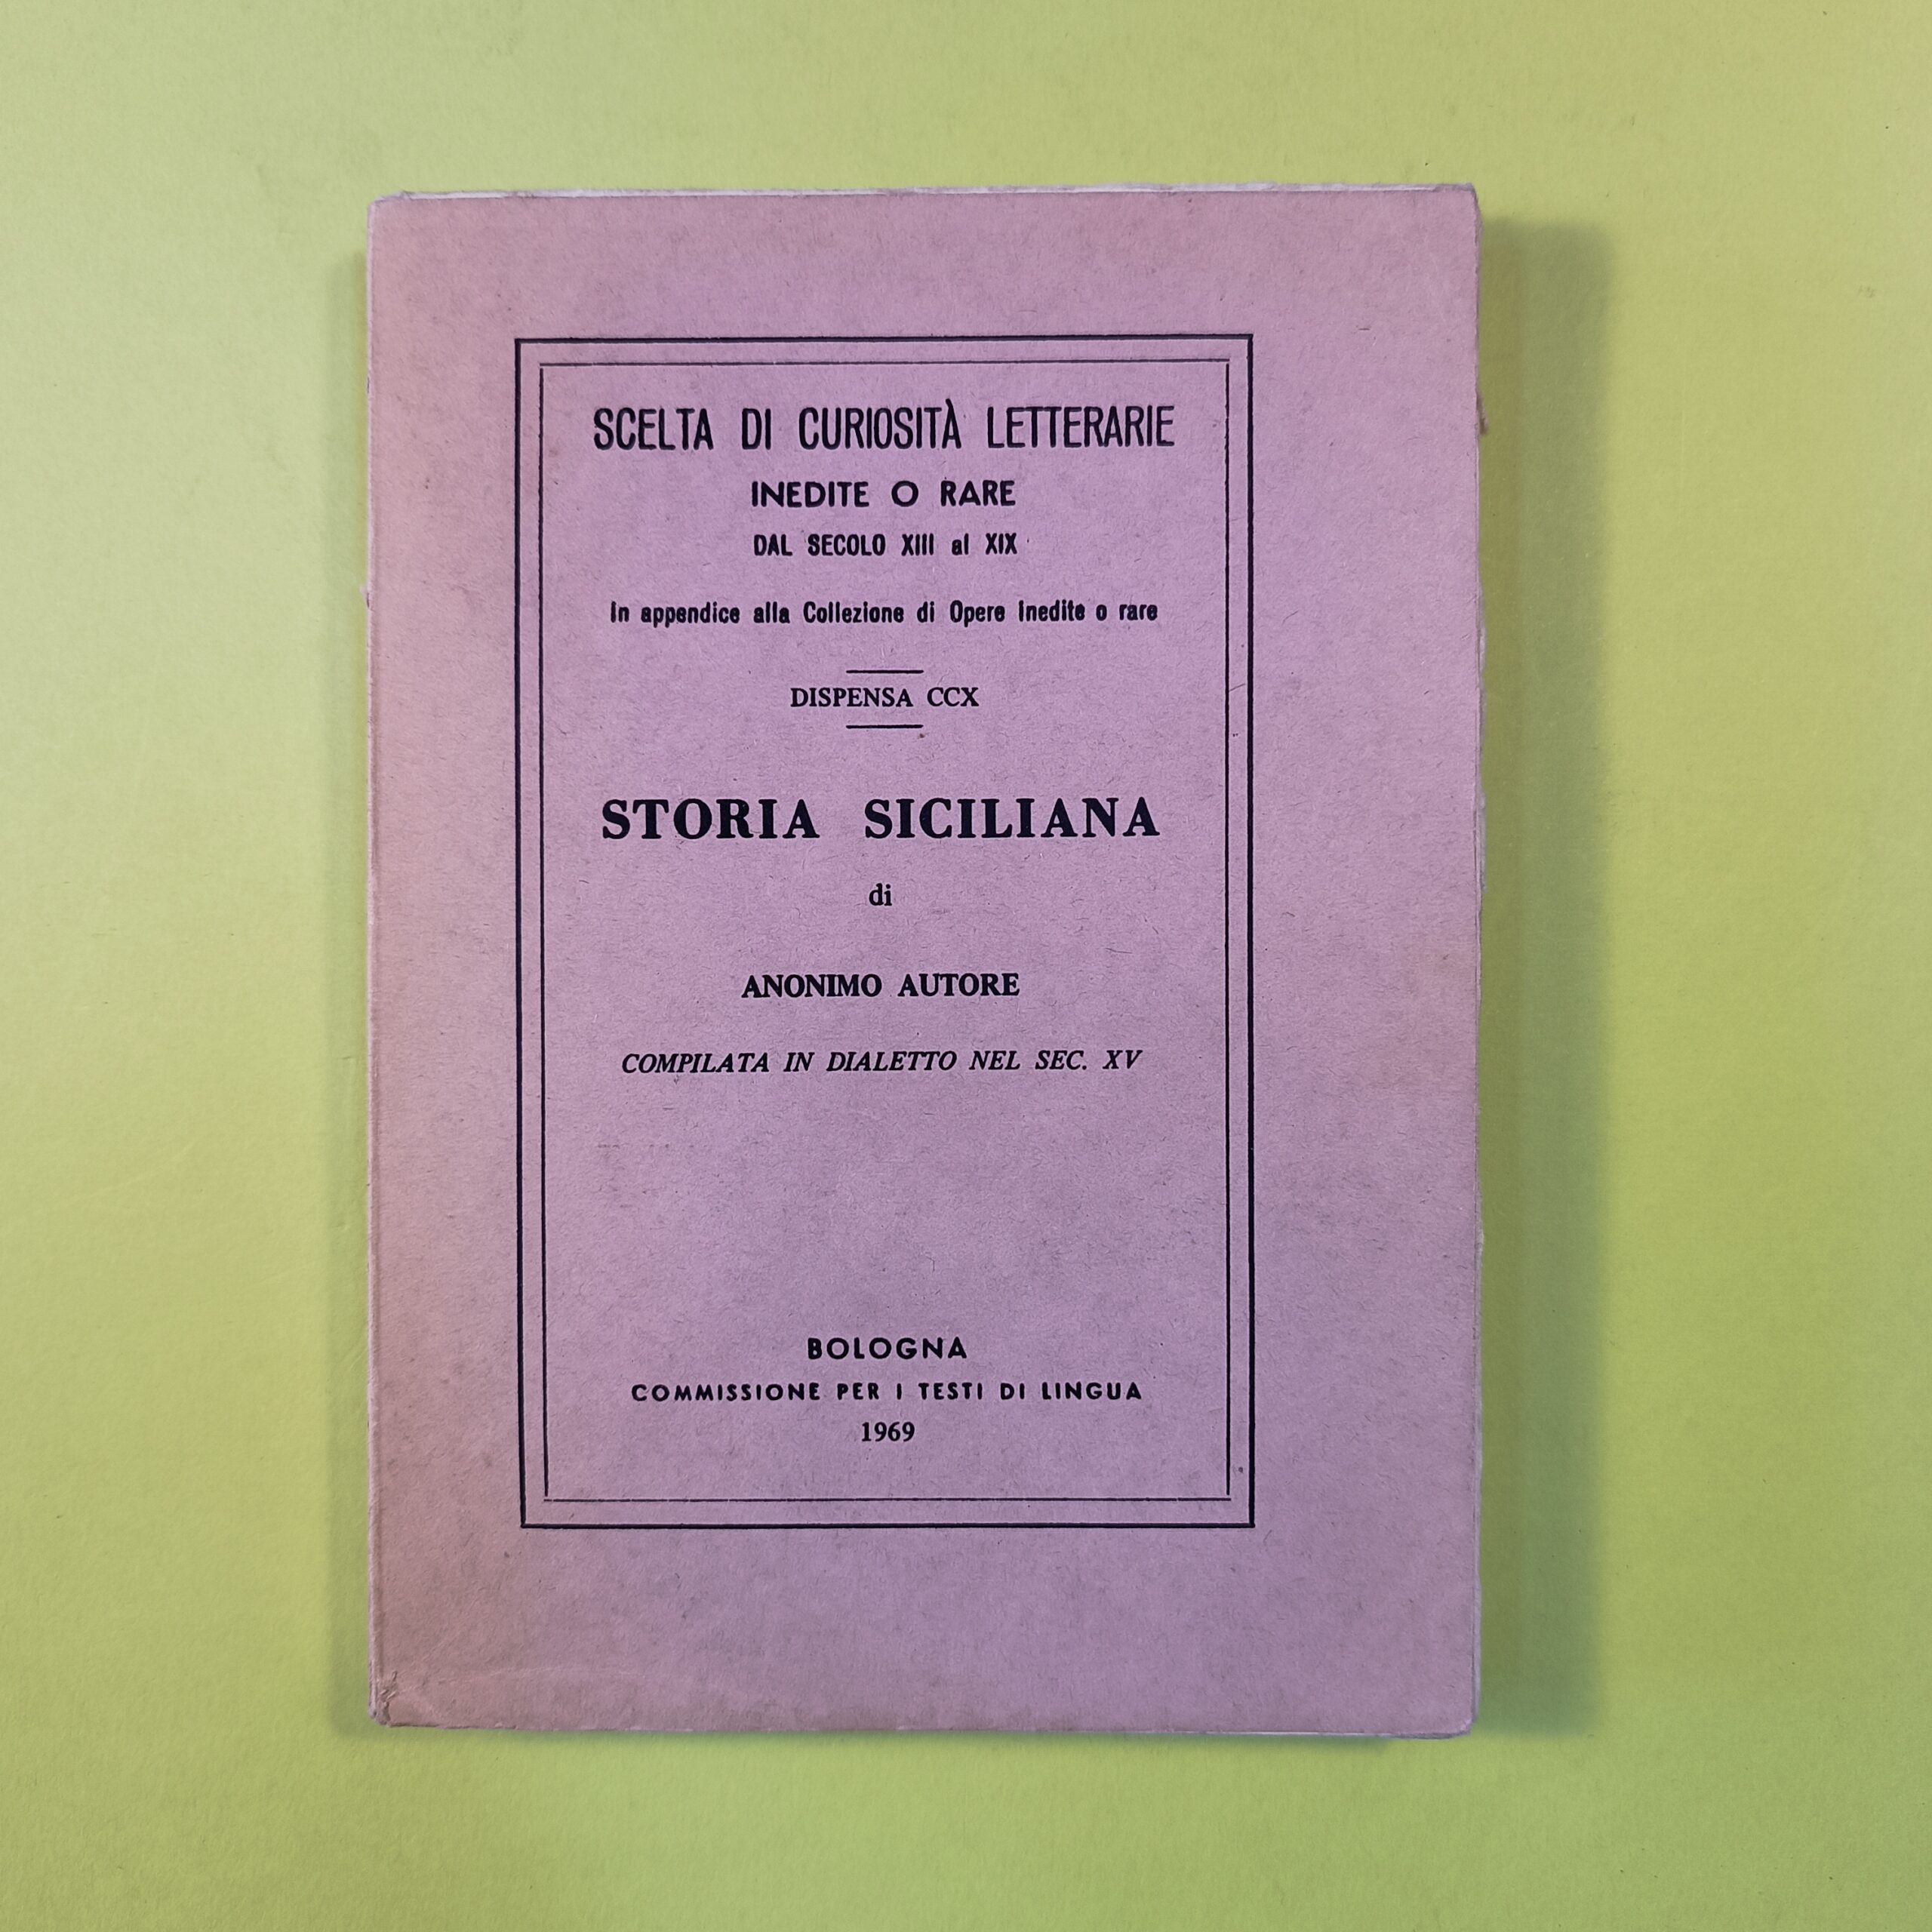 SCELTA DI CURIOSITÀ LETTERARIE
INEDITE O RARE
DAL SECOLO XIII al XIX
In appendice alla Collezione di Opere Inedite o rare
DISPENSA CCX
STORIA SICILIANA
di
ANONIMO AUTORE
COMPILATA IN DIALETTO NEL SEC. XV
BOLOGNA
COMMISSIONE PER I TESTI DI LINGUA
1969